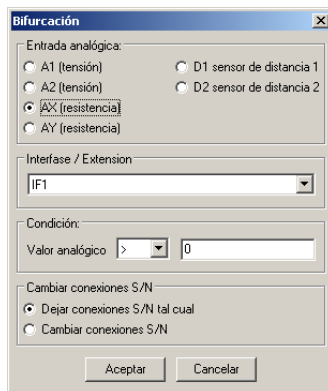 Bifurcación
Entrada analógica:
A1 (tensión)
D1 sensor de distancia 1
A2 (tensión)
D2 sensor de distancia 2
AX (resistencia)
AY (resistencia)
Interfase / Extension
IF1
Condición:
Valor analógico > 0
Cambiar conexiones S/N
Dejar conexiones S/N tal cual
Cambiar conexiones S/N
Aceptar Cancelar